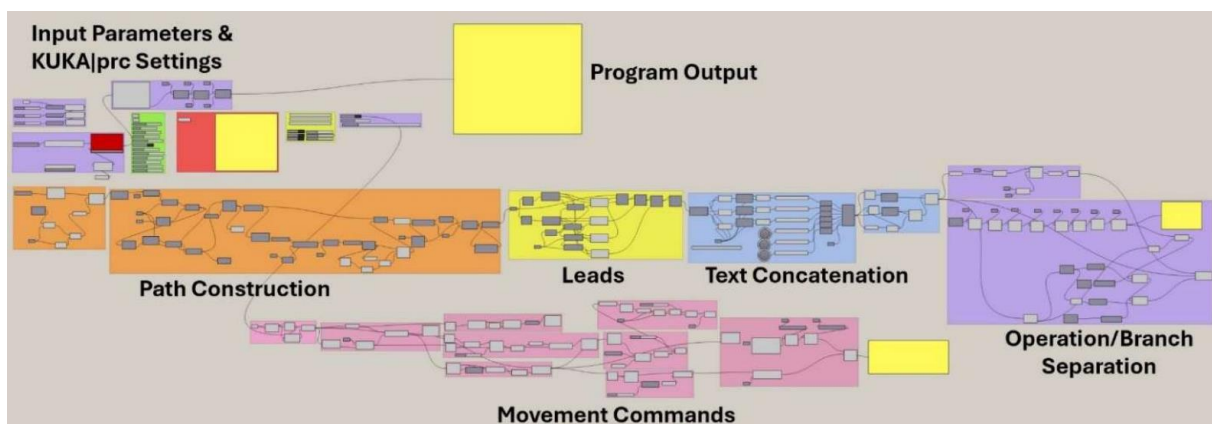 Input Parameters &
KUKA|prc Settings
Program Output
Path Construction
Leads
Text Concatenation
Operation/Branch
Separation
Movement Commands